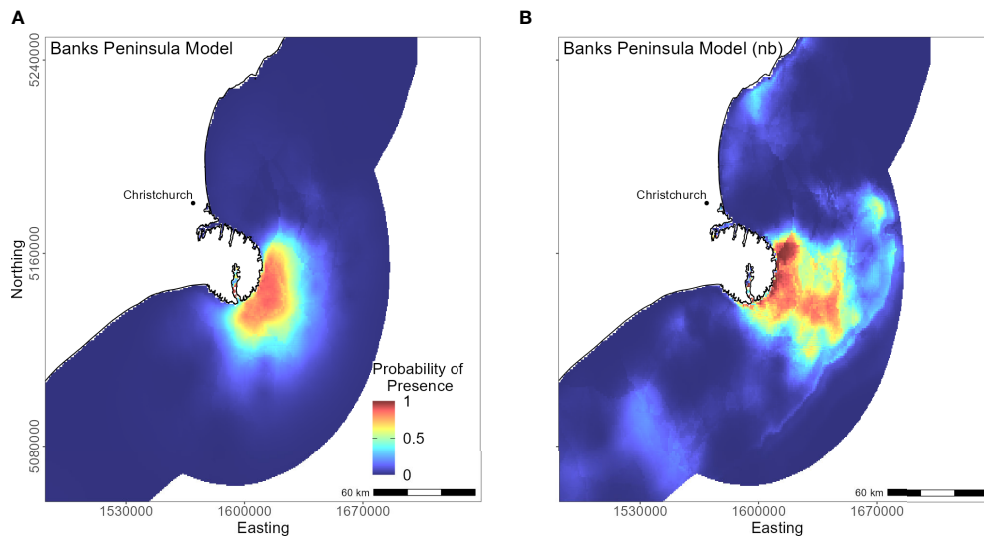 A
Banks Peninsula Model
Northing
5240000
5160000
5080000
Christchurch
Probability of
Presence
1
0.5
0
60 km
1530000
1600000
1670000
Easting
B
Banks Peninsula Model (nb)
Christchurch
60 km
1530000
1600000
1670000
Easting